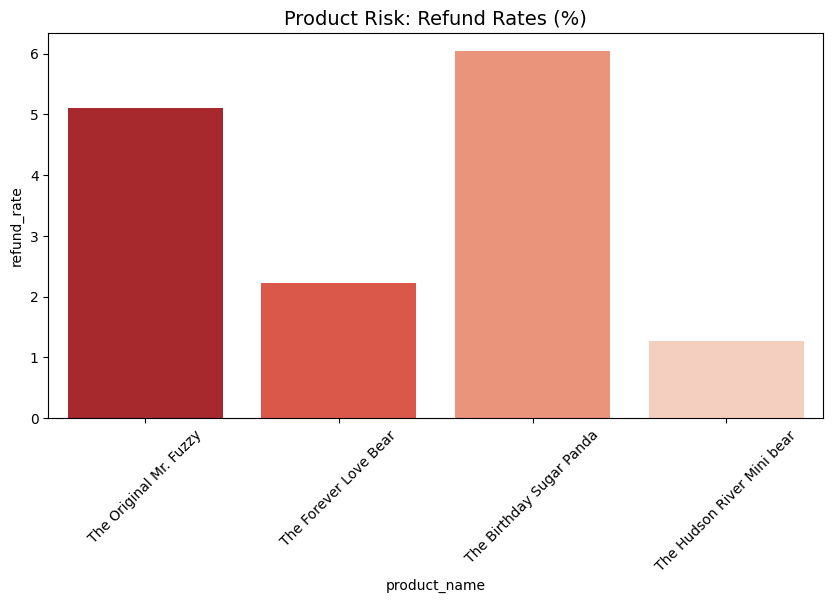 Product Risk: Refund Rates (%)
refund_rate
6
5
4
3
2
1
0
The Original Mr. Fuzzy
The Forever Love Bear
The Birthday Sugar Panda
The Hudson River Mini bear
product_name